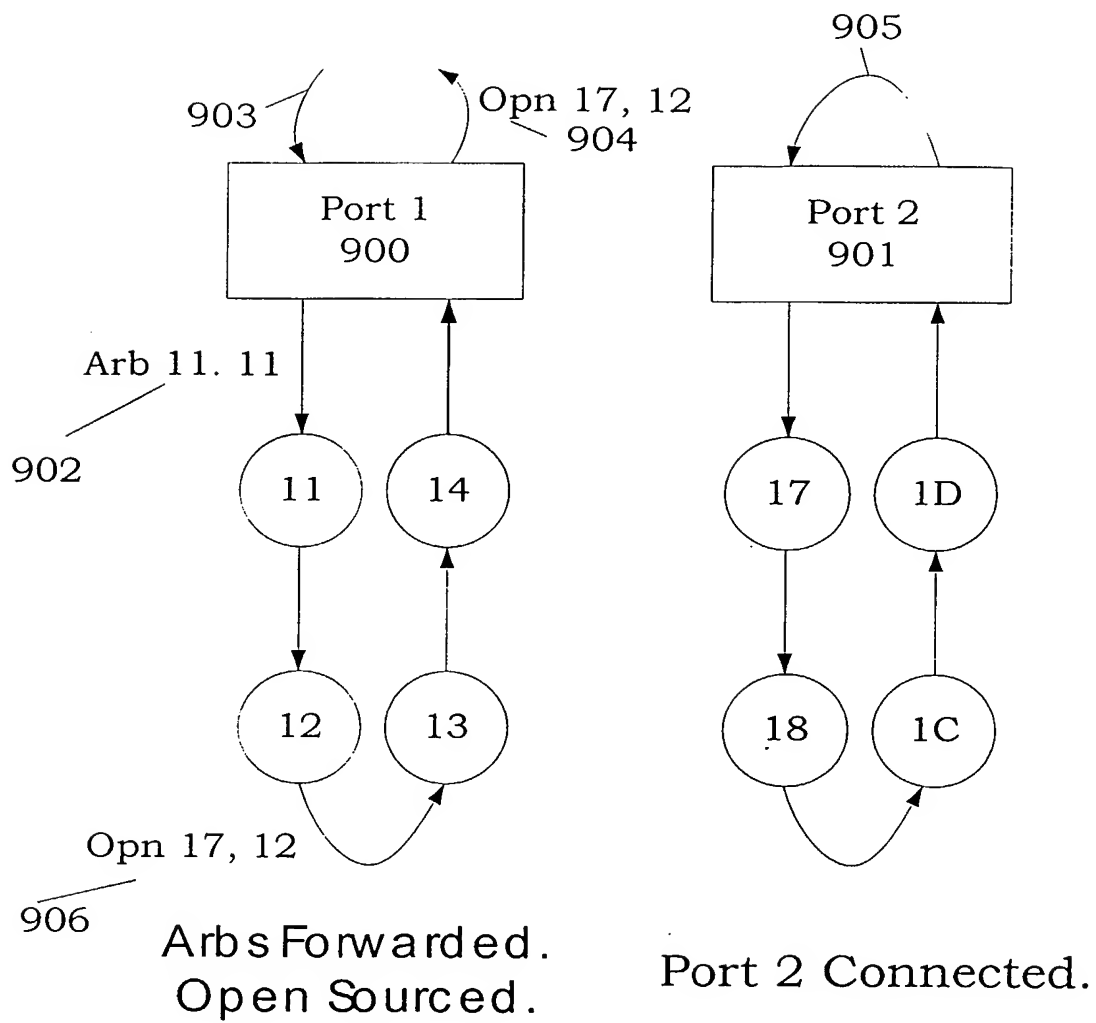 905
903
Opn 17, 12
904
Port 1
900
Port 2
901
Arb 11. 11
902
11
14
17
1D
12
13
18
1C
Opn 17, 12
906
Arbs Forwarded.
Open Sourced.
Port 2 Connected.